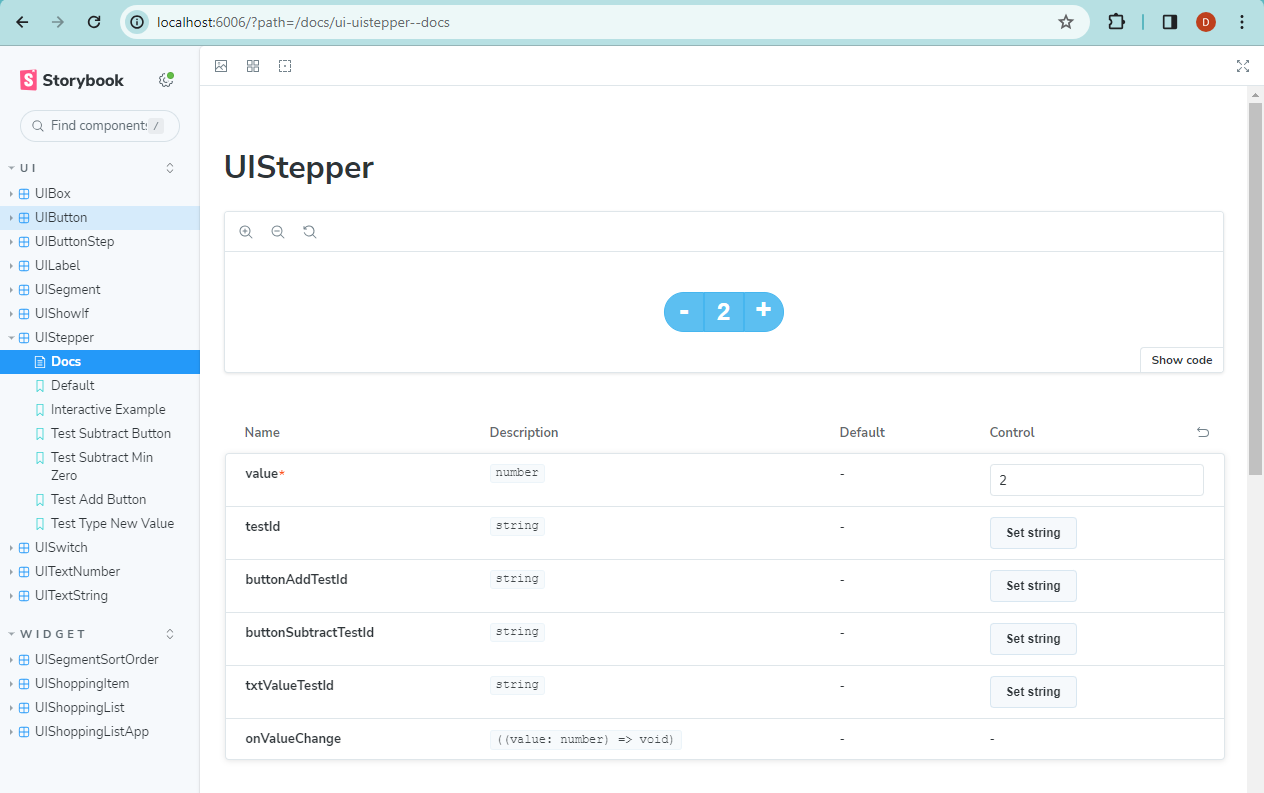 localhost:6006/?path=/docs/ui-uistepper--docs
D
S Storybook
Find component /
UI
UIBox
UIButton
UIButtonStep
UILabel
UISegment
UIShowIf
UIStepper
Docs
Default
Interactive Example
Test Subtract Button
Test Subtract Min
Zero
Test Add Button
Test Type New Value
UISwitch
UITextNumber
UITextString
WIDGET
UISegmentSortOrder
UIShoppingItem
UIShoppingList
UIShoppingListApp
UIStepper
- 2 +
Show code
Name Description Default Control
value* number - 2
testId string - Set string
buttonAddTestId string - Set string
buttonSubtractTestId string - Set string
txtValueTestId string - Set string
onValueChange ((value: number) => void) - -